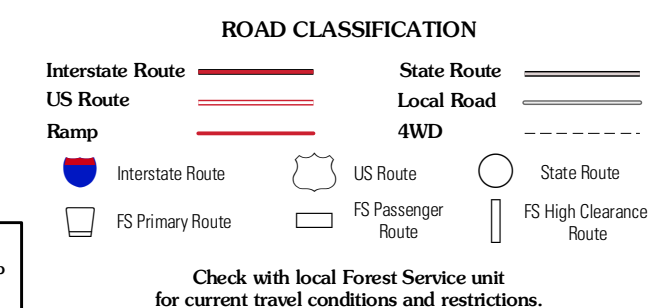 ROAD CLASSIFICATION
Interstate Route
State Route
US Route
Local Road
Ramp
4WD
Interstate Route
US Route
State Route
FS Primary Route
FS Passenger
Route
FS High Clearance
Route
Check with local Forest Service unit
for current travel conditions and restrictions.